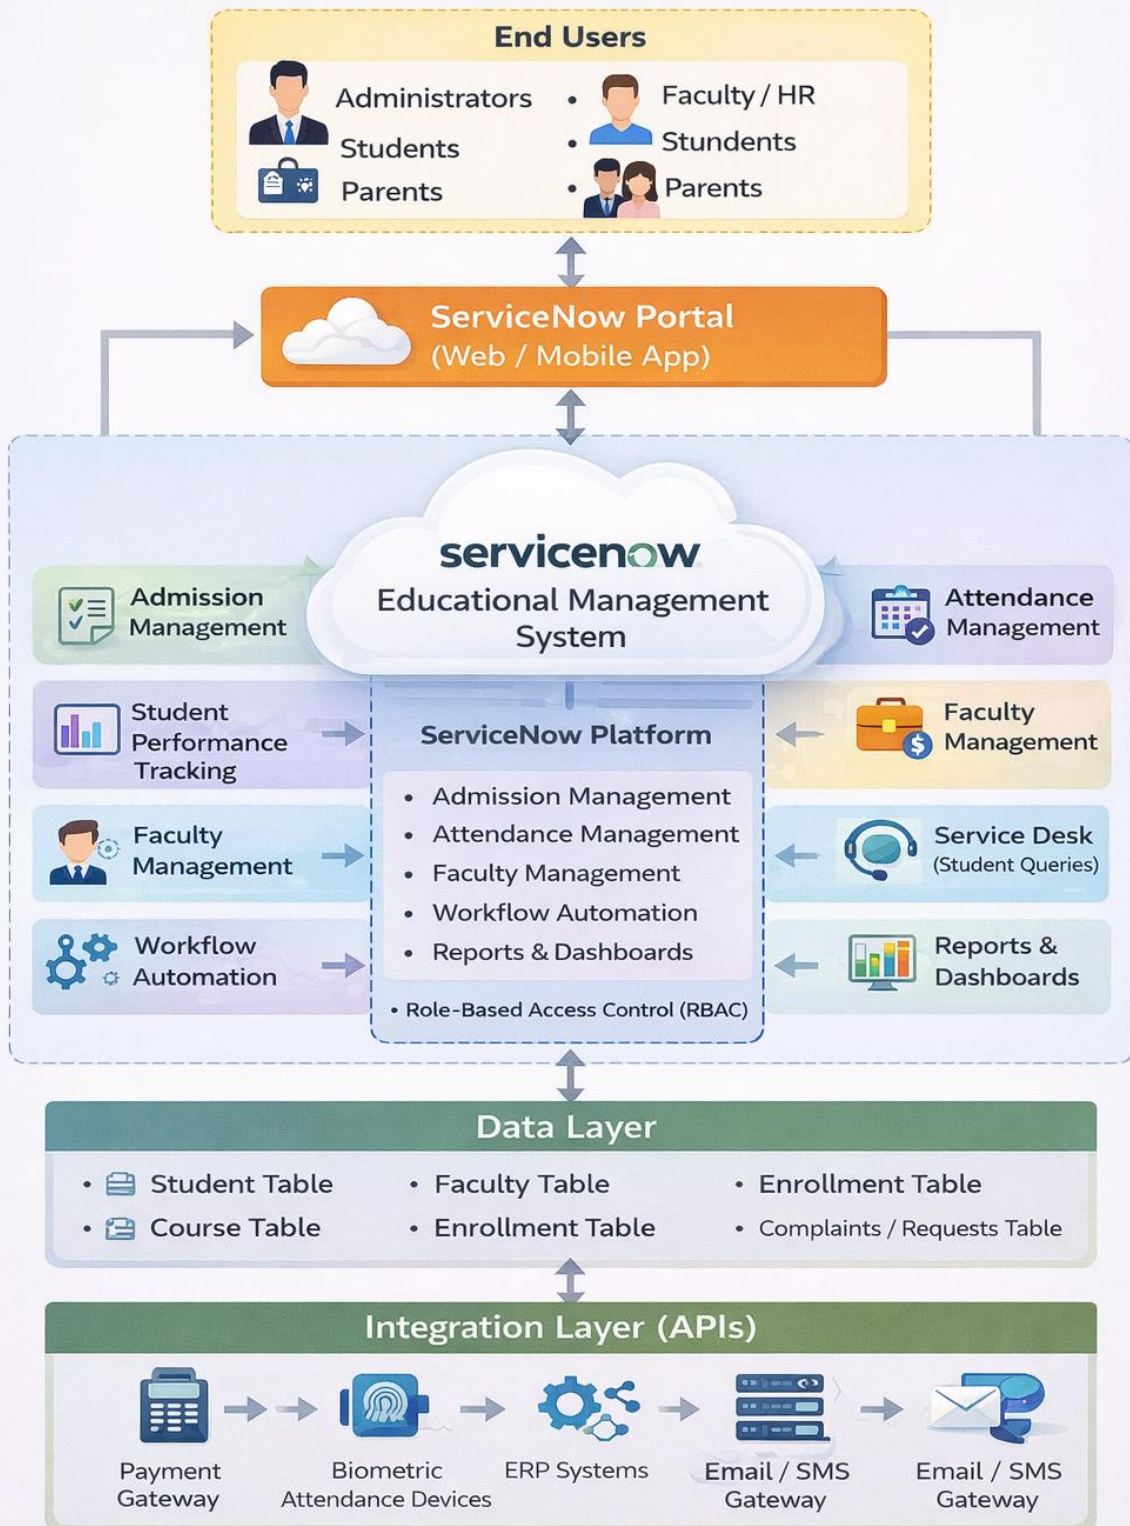 End Users
Administrators
• Faculty / HR
Students
• Stundents
Parents
• Parents
ServiceNow Portal
(Web / Mobile App)
servicenow
Educational Management
System
Admission
Management
Attendance
Management
Student
Performance
Tracking
Faculty
Management
Faculty
Management
Service Desk
(Student Queries)
Workflow
Automation
Reports &
Dashboards
ServiceNow Platform
• Admission Management
• Attendance Management
• Faculty Management
• Workflow Automation
• Reports & Dashboards
• Role-Based Access Control (RBAC)
Data Layer
• Student Table
• Faculty Table
• Enrollment Table
• Course Table
• Enrollment Table
• Complaints / Requests Table
Integration Layer (APIs)
Payment
Gateway
Biometric
Attendance Devices
ERP Systems
Email / SMS
Gateway
Email / SMS
Gateway